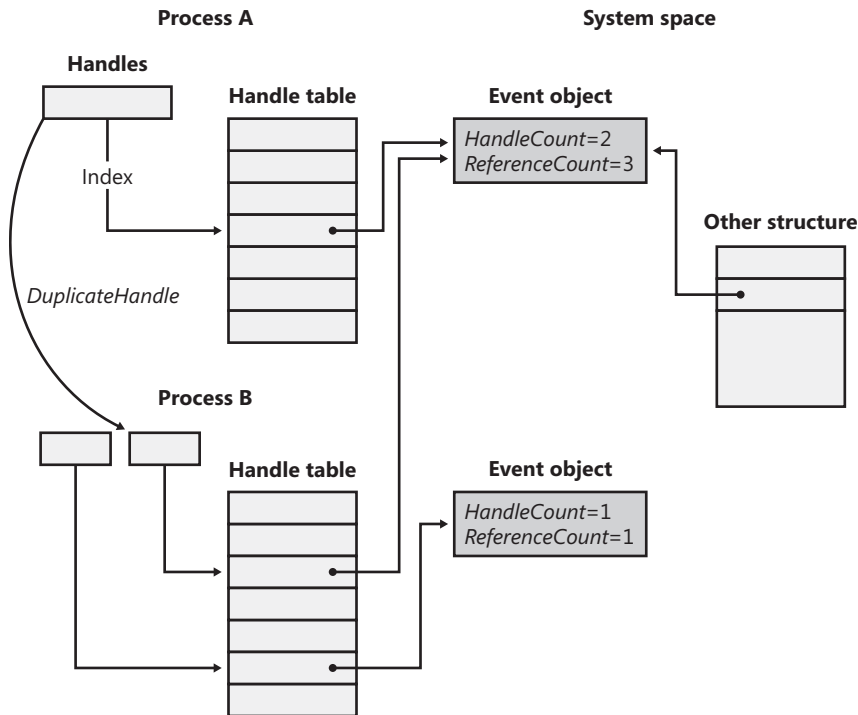 Process A
System space
Handles
Handle table
Event object
HandleCount=2
ReferenceCount=3
Index
Other structure
DuplicateHandle
Process B
Handle table
Event object
HandleCount=1
ReferenceCount=1